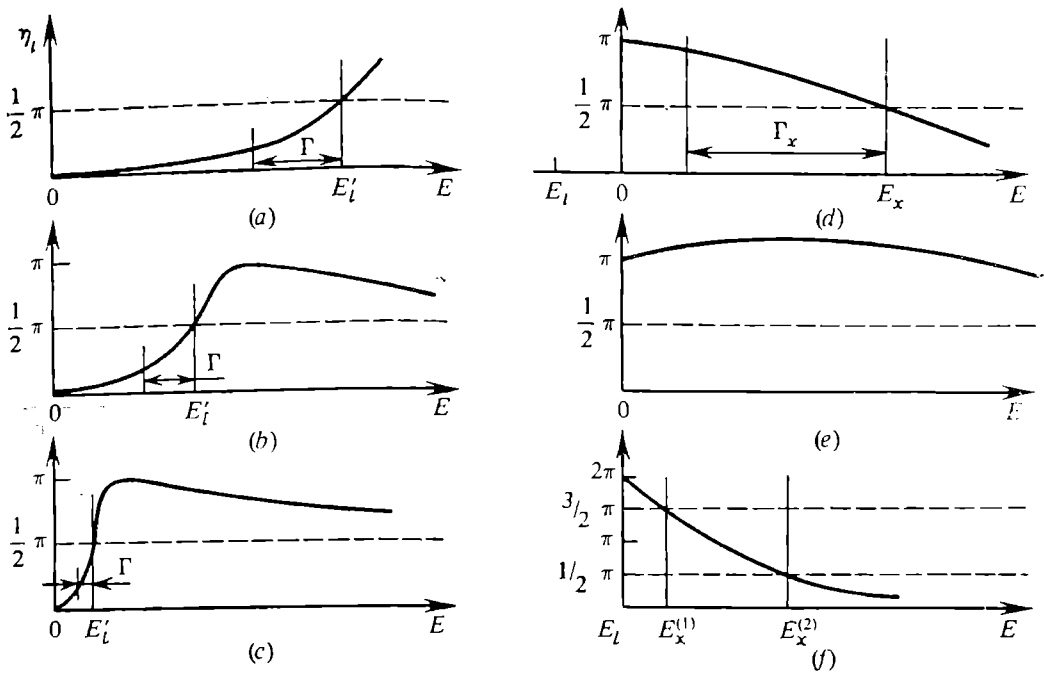 η_l
1/2 π
Γ
0
E'_l
E
(a)
π
1/2 π
Γ
0
E'_l
E
(b)
π
1/2 π
Γ
0
E'_l
E
(c)
π
1/2 π
Γ_x
E_l
0
E_x
E
(d)
π
1/2 π
0
E
(e)
2π
3/2 π
π
1/2 π
E_l
E_x^(1)
E_x^(2)
E
(f)